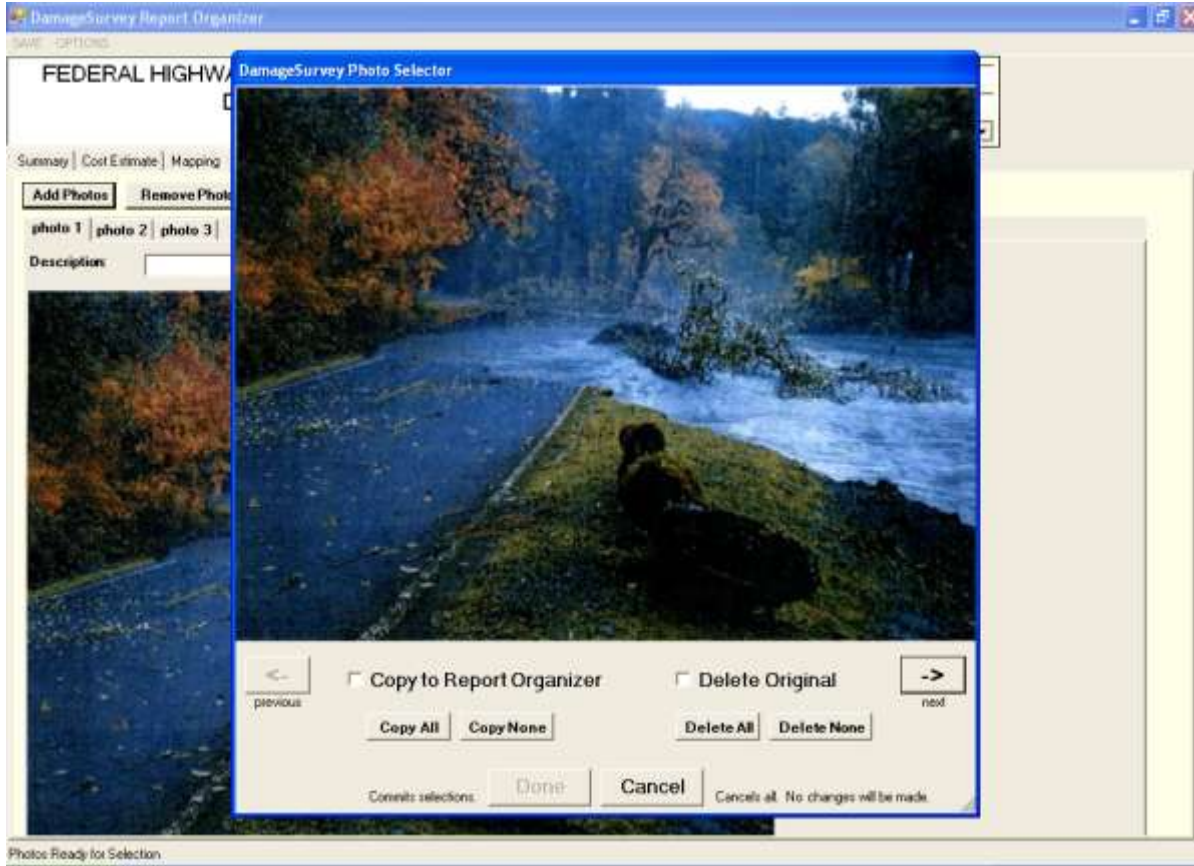 DamageSurvey Report Organizer
SAVE OPTIONS
FEDERAL HIGHWA
D
DamageSurvey Photo Selector
Summary Cost Estimate Mapping
Add Photos Remove Photo
photo 1 photo 2 photo 3
Description
<- ->
previous next
Copy to Report Organizer Delete Original
Copy All Copy None Delete All Delete None
Commits selections. Done Cancel Cancels all. No changes will be made.
Photos Ready for Selection